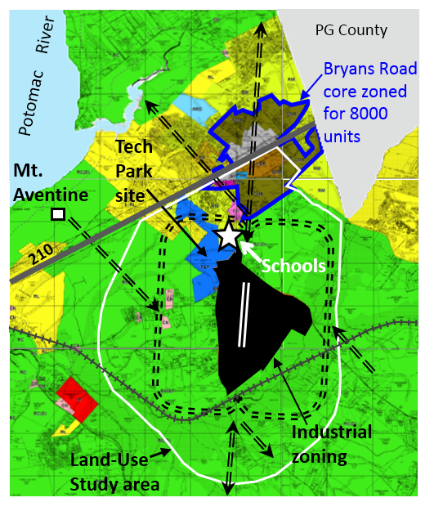 PG County
Potomac River
Bryans Road
core zoned
for 8000
units
Tech
Park
site
Mt.
Aventine
210
Schools
Industrial
zoning
Land-Use
Study area